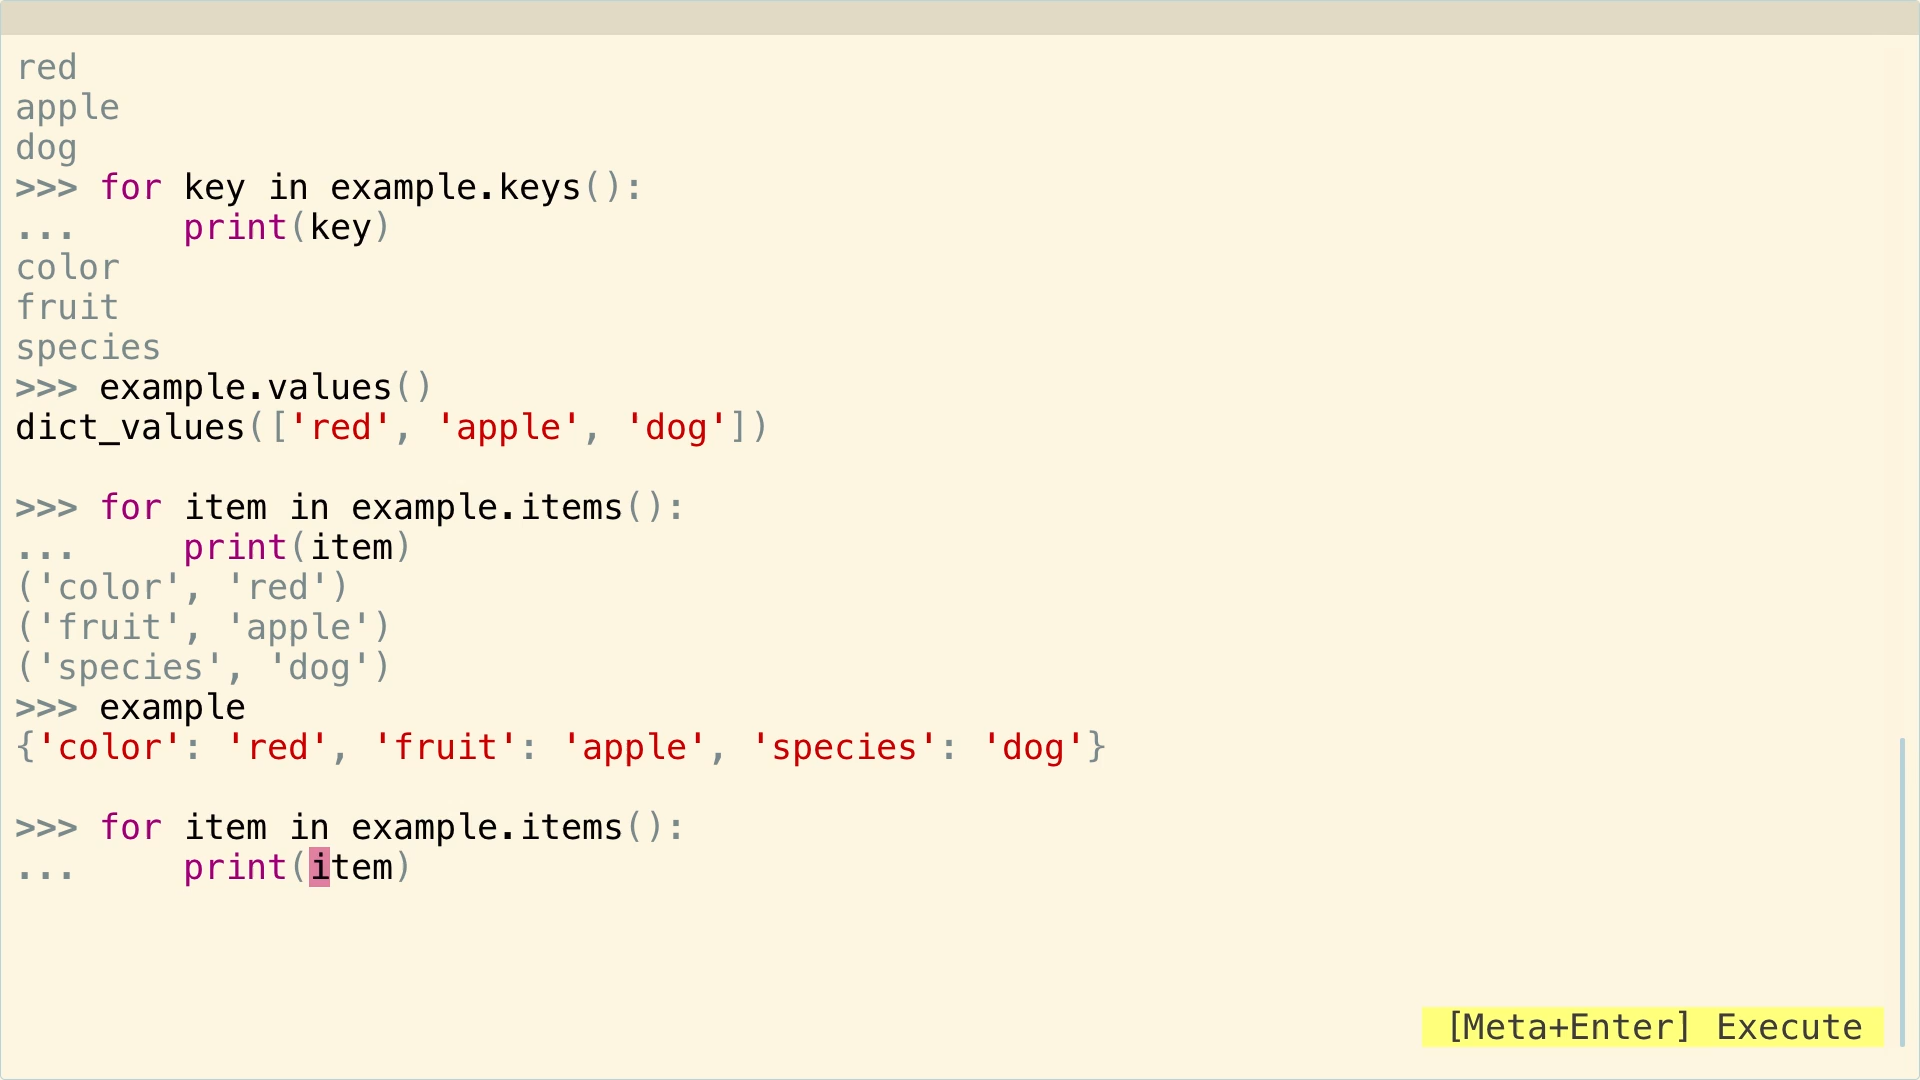 red
apple
dog
>>> for key in example.keys():
...     print(key)
color
fruit
species
>>> example.values()
dict_values(['red', 'apple', 'dog'])
>>> for item in example.items():
...     print(item)
('color', 'red')
('fruit', 'apple')
('species', 'dog')
>>> example
{'color': 'red', 'fruit': 'apple', 'species': 'dog'}
>>> for item in example.items():
...     print(item)
[Meta+Enter] Execute